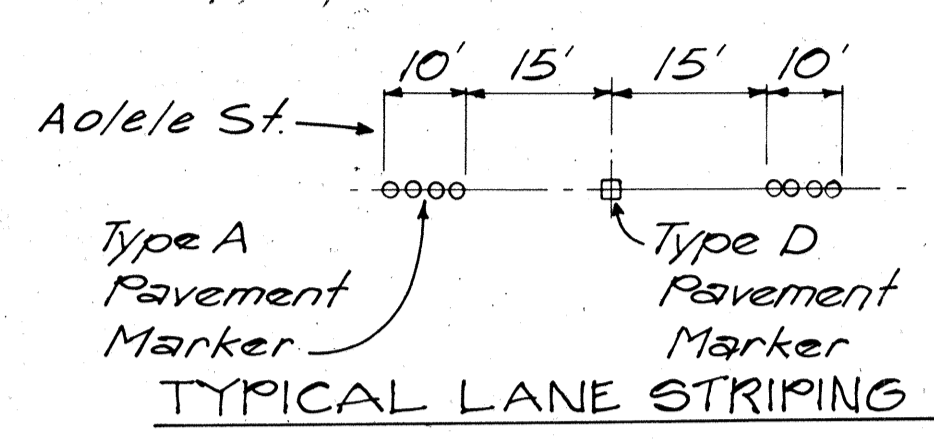 10' 15' 15' 10'
Aolele St.
Type A
Pavement
Marker
Type D
Pavement
Marker
TYPICAL LANE STRIPING